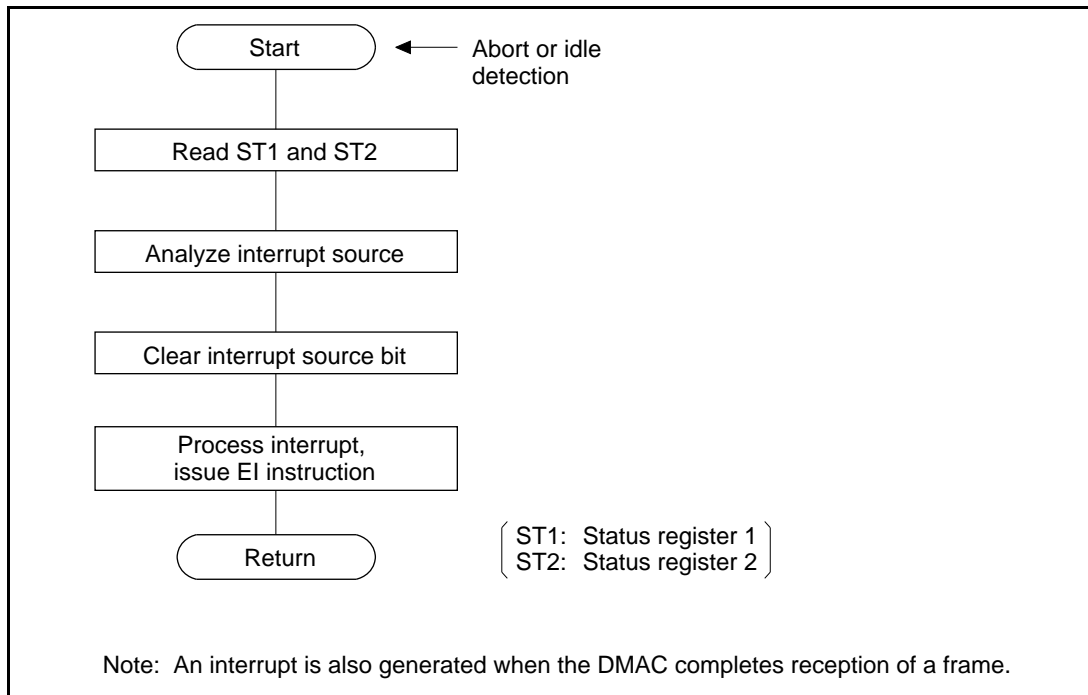 Start
Abort or idle
detection
Read ST1 and ST2
Analyze interrupt source
Clear interrupt source bit
Process interrupt,
issue EI instruction
Return
ST1: Status register 1
ST2: Status register 2
Note: An interrupt is also generated when the DMAC completes reception of a frame.